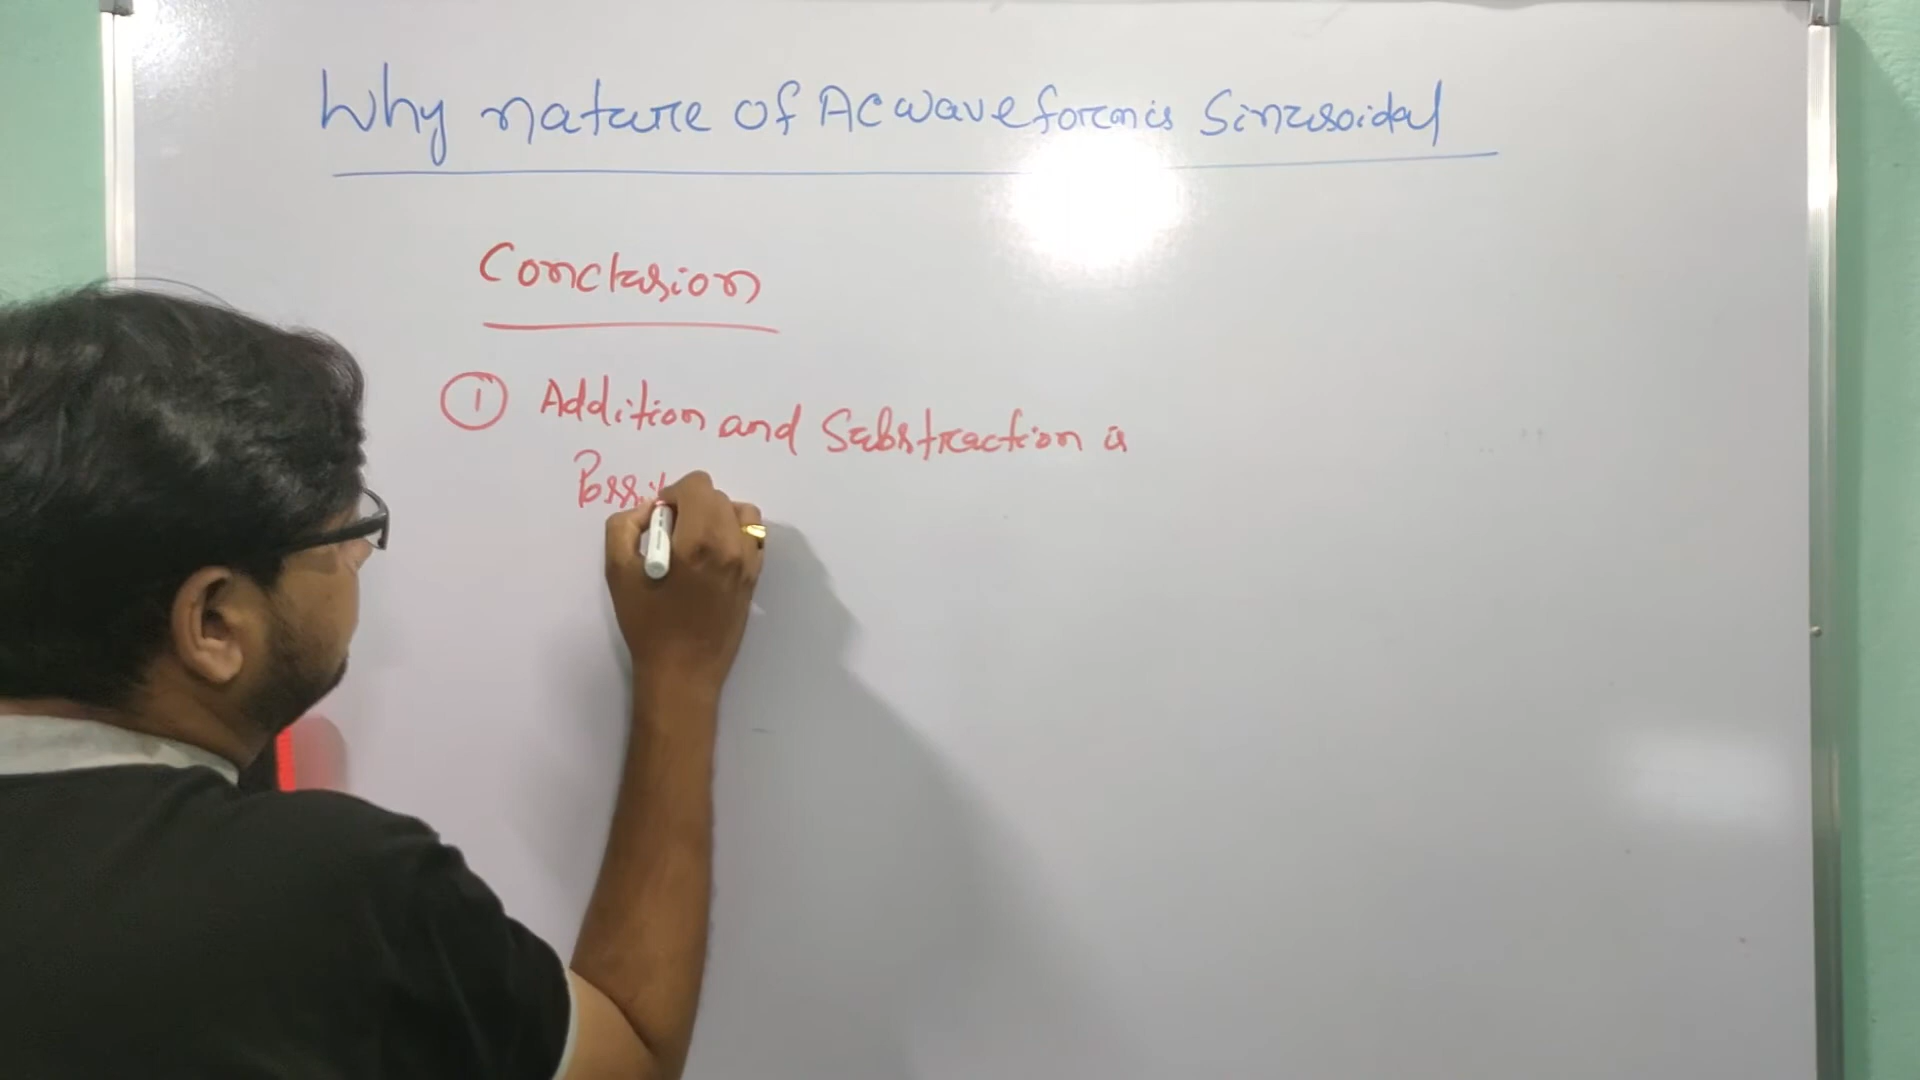 Why nature of AC waveform is Sinusoidal
Conclusion
① Addition and Substraction is